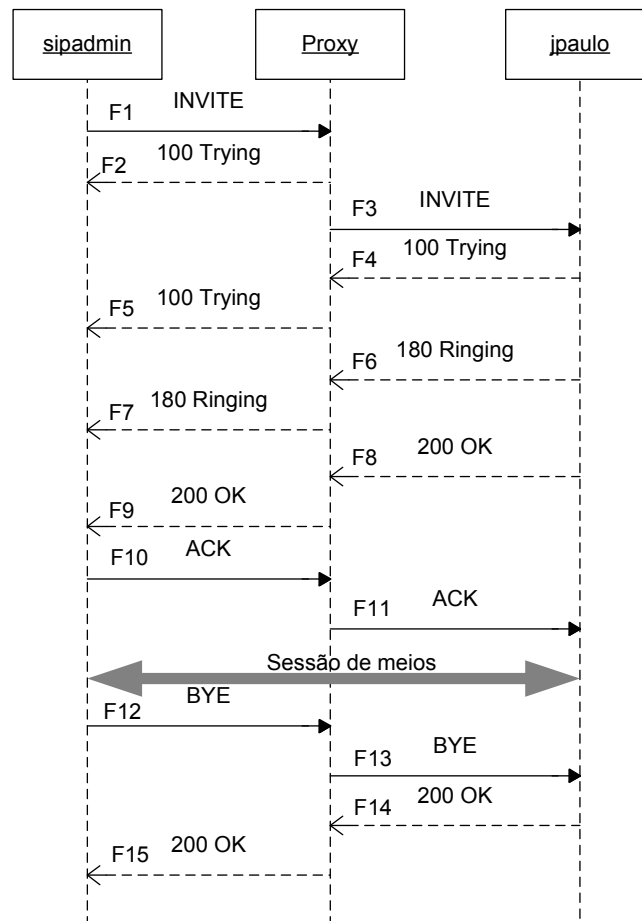 sipadmin
Proxy
jpaulo
F1
INVITE
F2
100 Trying
F3
INVITE
F4
100 Trying
F5
100 Trying
F6
180 Ringing
F7
180 Ringing
F8
200 OK
F9
200 OK
F10
ACK
F11
ACK
Sessão de meios
F12
BYE
F13
BYE
F14
200 OK
F15
200 OK